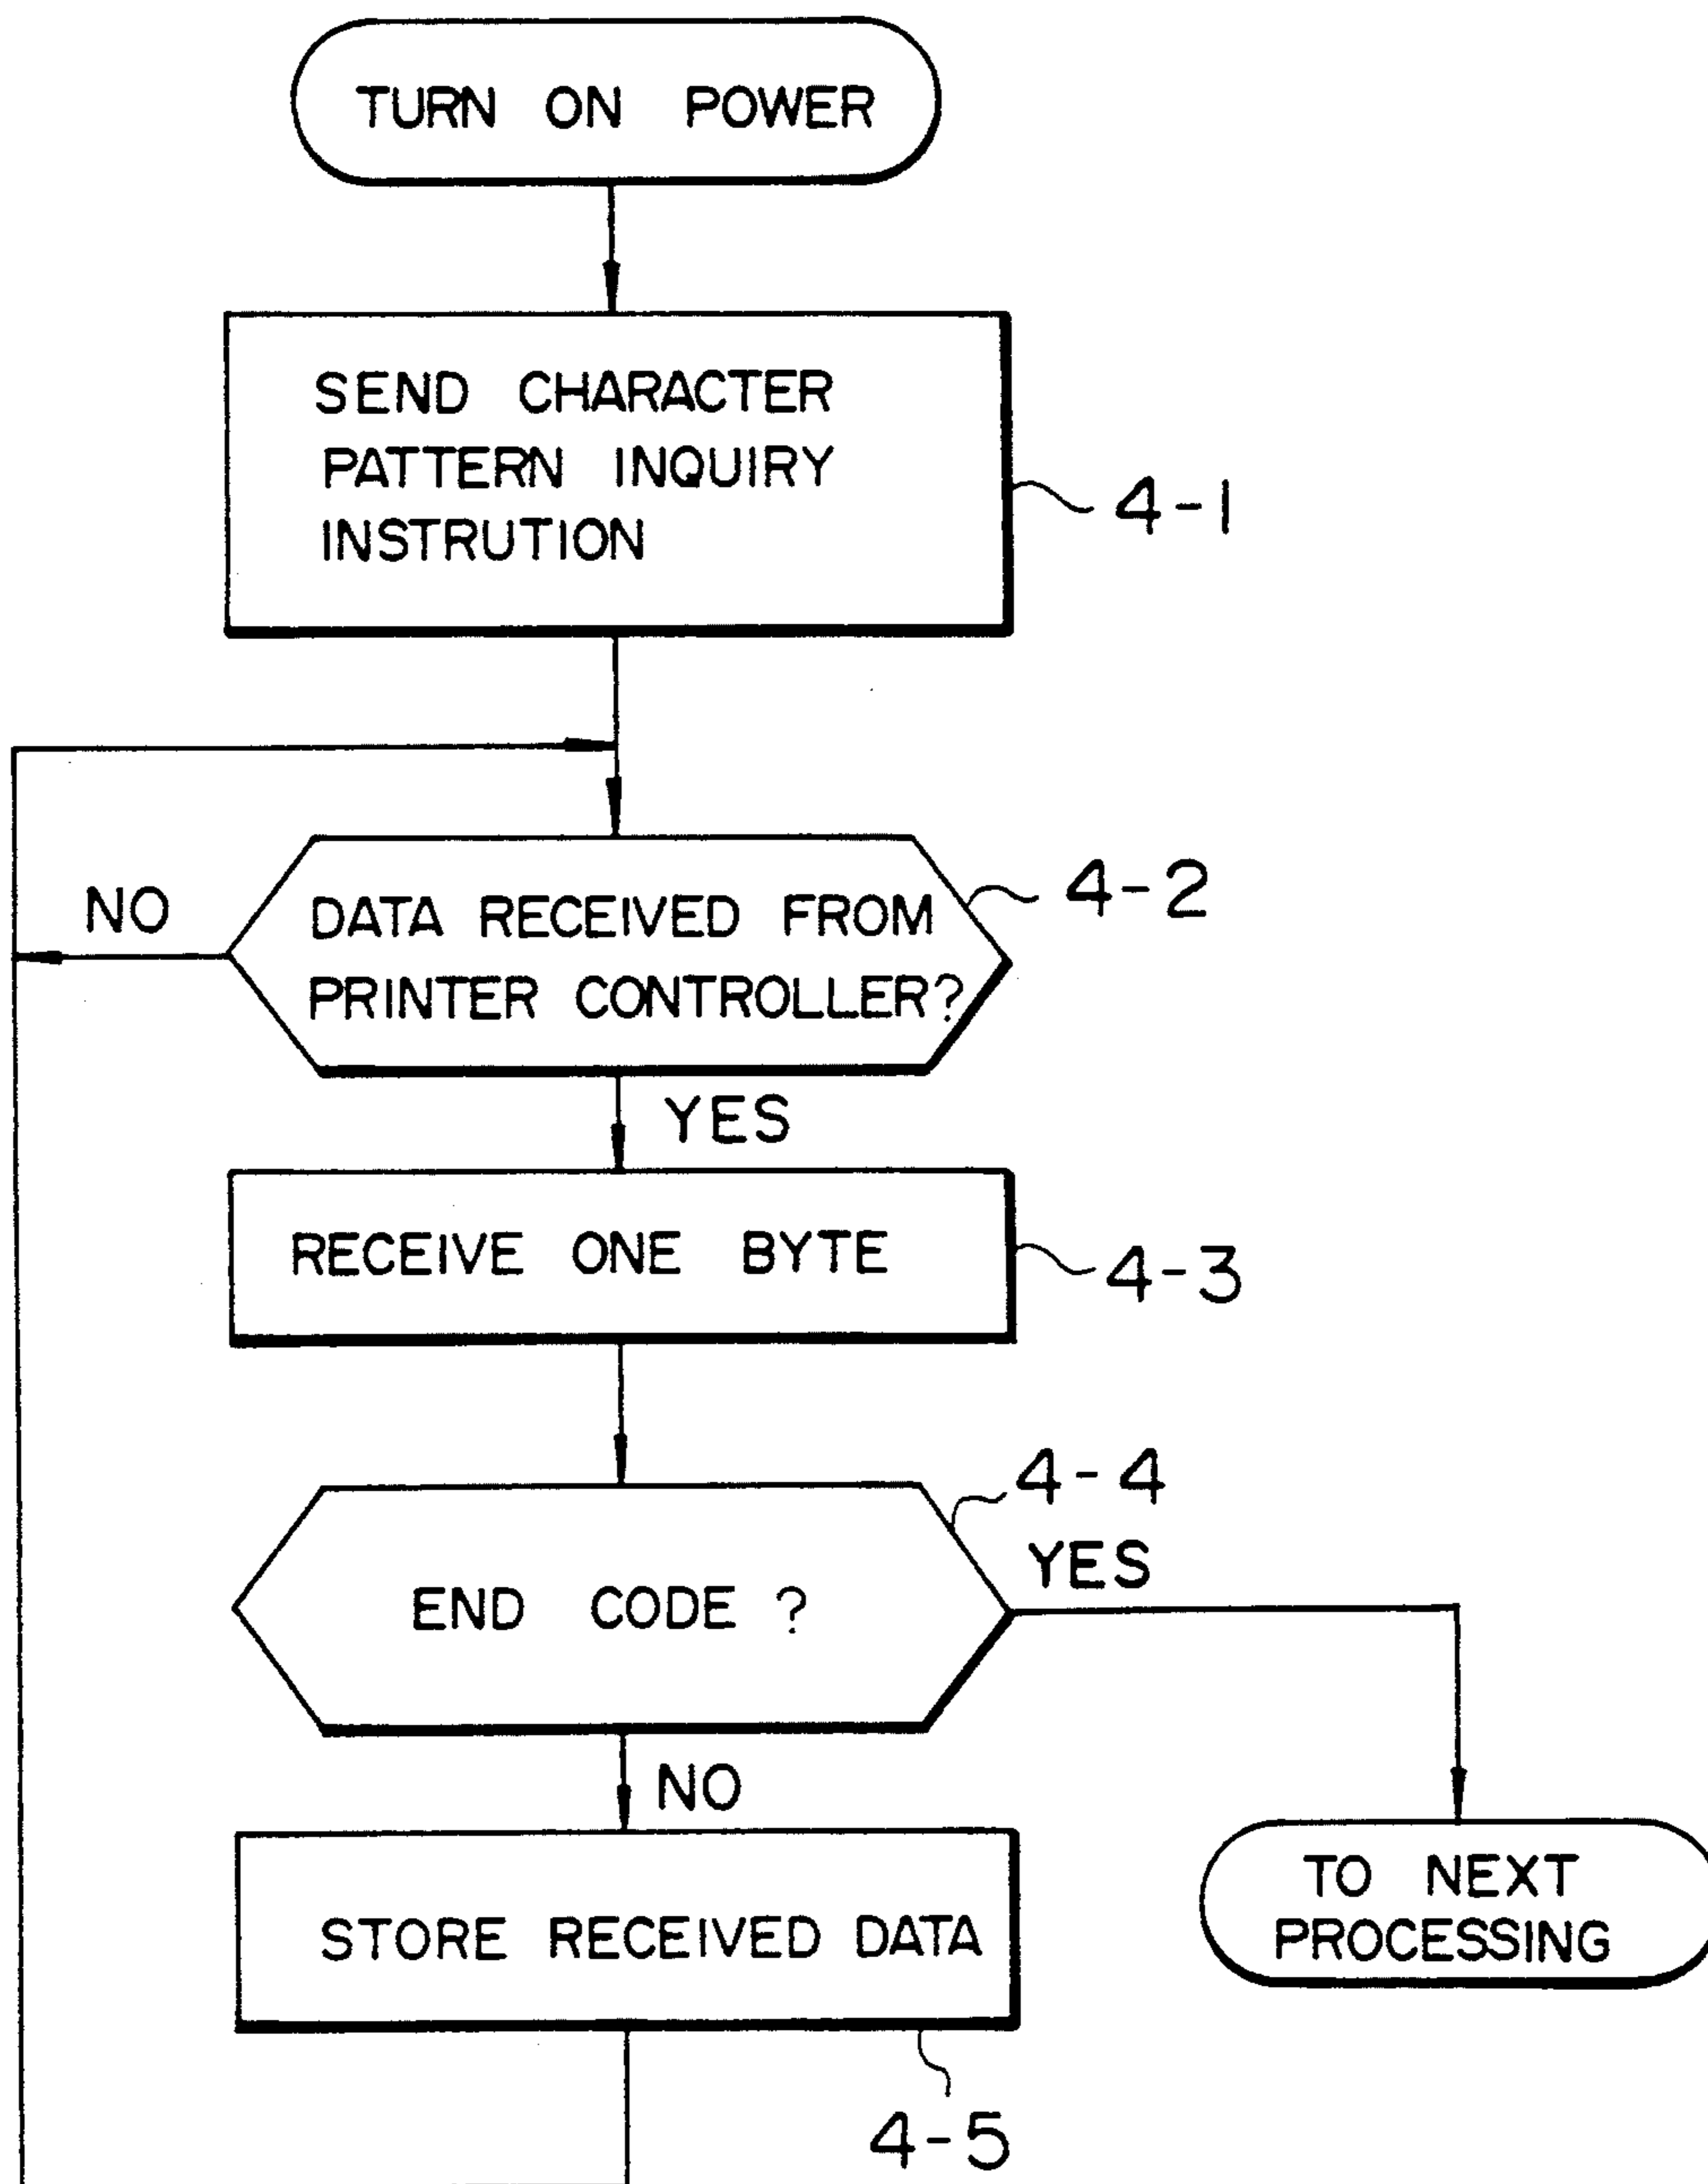 TURN ON POWER
SEND CHARACTER
PATTERN INQUIRY
INSTRUTION
4-1
4-2
NO
DATA RECEIVED FROM
PRINTER CONTROLLER?
YES
RECEIVE ONE BYTE
4-3
4-4
YES
END CODE ?
NO
STORE RECEIVED DATA
TO NEXT
PROCESSING
4-5